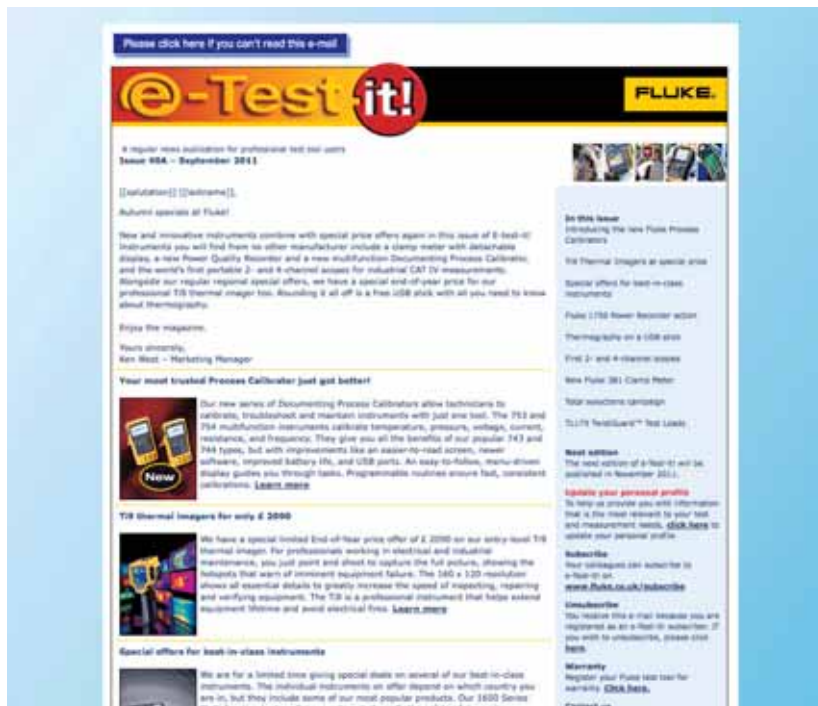 Please click here if you can't read this e-mail
e-Test it!
FLUKE.
A regular news publication for professional test tool users
Issue 40A – September 2011
[[salutation]] [[lastname]],
Autumn specials at Fluke!
New and innovative instruments combine with special price offers again in this issue of E-test-it!
Instruments you will find from no other manufacturer include a clamp meter with detachable
display, a new Power Quality Recorder and a new multifunction Documenting Process Calibrator,
and the world's first portable 2- and 4-channel scopes for industrial CAT IV measurements.
Alongside our regular regional special offers, we have a special end-of-year price for our
professional Ti9 thermal imager too. Rounding it all off is a free USB stick with all you need to know
about thermography.
Enjoy the magazine.
Yours sincerely,
Ken West – Marketing Manager
Your most trusted Process Calibrator just got better!
Our new series of Documenting Process Calibrators allow technicians to
calibrate, troubleshoot and maintain instruments with just one tool. The 753 and
754 multifunction instruments calibrate temperature, pressure, voltage, current,
resistance, and frequency. They give you all the benefits of our popular 743 and
744 types, but with improvements like an easier-to-read screen, newer
software, improved battery life, and USB ports. An easy-to-follow, menu-driven
display guides you through tasks. Programmable routines ensure fast, consistent
calibrations. Learn more
New
Ti9 thermal imagers for only £ 2090
We have a special limited End-of-Year price offer of £ 2090 on our entry-level Ti9
thermal imager. For professionals working in electrical and industrial
maintenance, you just point and shoot to capture the full picture, showing the
hotspots that warn of imminent equipment failure. The 160 x 120 resolution
shows all essential details to greatly increase the speed of inspecting, repairing
and verifying equipment. The Ti9 is a professional instrument that helps extend
equipment lifetime and avoid electrical fires. Learn more
Special offers for best-in-class instruments
We are for a limited time giving special deals on several of our best-in-class
instruments. The individual instruments on offer depend on which country you
are in, but they include some of our most popular products. Our 1600 Series
In this issue
Introducing the new Fluke Process
Calibrators
Ti9 Thermal Imagers at special price
Special offers for best-in-class
instruments
Fluke 1750 Power Recorder action
Thermography on a USB stick
First 2- and 4-channel scopes
New Fluke 381 Clamp Meter
Total solutions campaign
TL175 TwistGuard™ Test Leads
Next edition
The next edition of e-Test-it! will be
published in November 2011.
Update your personal profile
To help us provide you with information
that is the most relevant to your test
and measurement needs, click here to
update your personal profile
Subscribe
Your colleagues can subscribe to
e-Test-it! on
www.fluke.co.uk/subscribe
Unsubscribe
You receive this e-mail because you are
registered as an e-Test-it! subscriber. If
you wish to unsubscribe, please click
here.
Warranty
Register your Fluke test tool for
warranty. Click here.
Contact us